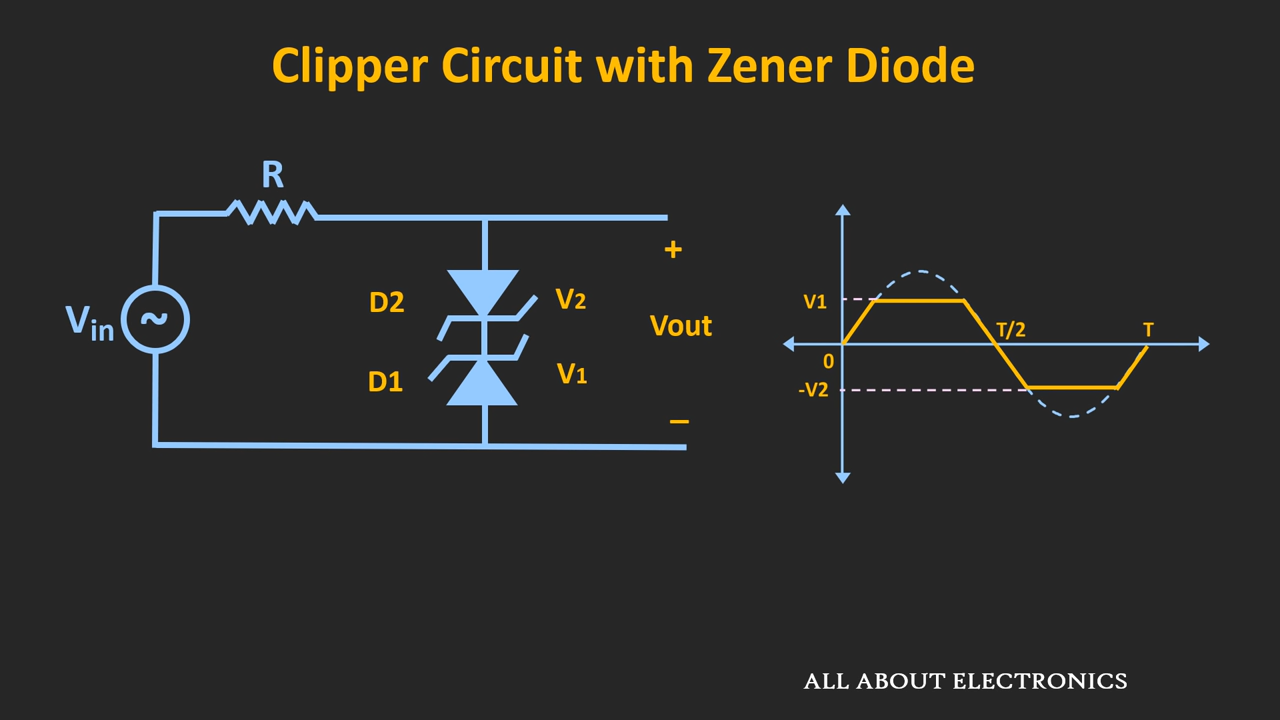 Clipper Circuit with Zener Diode
R
+
D2
V2
Vin
~
Vout
D1
V1
−
V1
T/2
T
0
-V2
ALL ABOUT ELECTRONICS